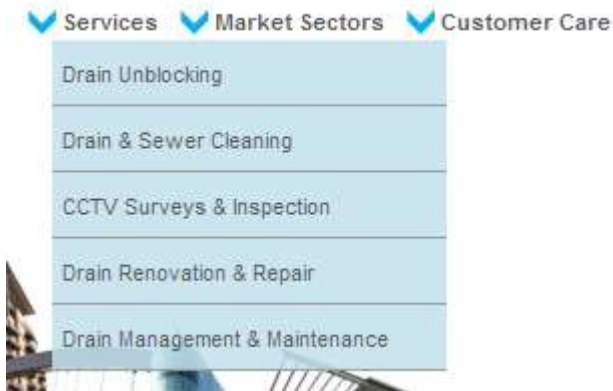 Services Market Sectors Customer Care
Drain Unblocking
Drain & Sewer Cleaning
CCTV Surveys & Inspection
Drain Renovation & Repair
Drain Management & Maintenance